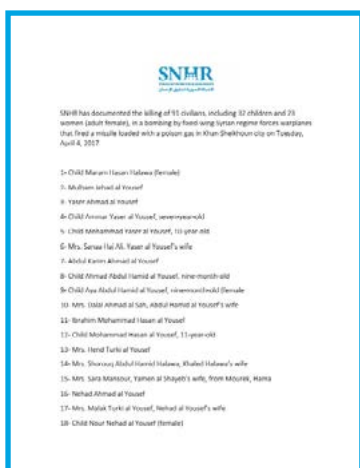 SNHR
SNHR has documented the killing of 91 civilians, including 32 children and 23
women (adult female), in a bombing by fixed-wing Syrian regime forces warplanes
that fired a missile loaded with a poison gas in Khan Sheikhoun city on Tuesday,
April 4, 2017
1- Child Maram Hasan Halawa (female)
2- Mulham Jehad al Yousef
3- Yaser Ahmad al Yousef
4- Child Ammar Yaser al Yousef, seven-year-old
5- Child Mohammad Yaser al Yousef, 10-year-old
6- Mrs. Sanaa Haj Ali, Yaser al Yousef's wife
7- Abdul Karim Ahmad al Yousef
8- Child Ahmad Abdul Hamid al Yousef, nine-month-old
9- Child Aya Abdul Hamid al Yousef, nine-month-old (female
10- Mrs. Dalal Ahmad al Sah, Abdul Hamid al Yousef's wife
11- Ibrahim Mohammad Hasan al Yousef
12- Child Mohammad Hasan al Yousef, 11-year-old
13- Mrs. Hend Turki al Yousef
14- Mrs. Shorouq Abdul Hamid Halawa, Khaled Halawa's wife
15- Mrs. Sara Mansour, Yamen al Shayeb's wife, from Mourek, Hama
16- Nehad Ahmad al Yousef
17- Mrs. Malak Turki al Yousef, Nehad al Yousef's wife
18- Child Nour Nehad al Yousef (female)